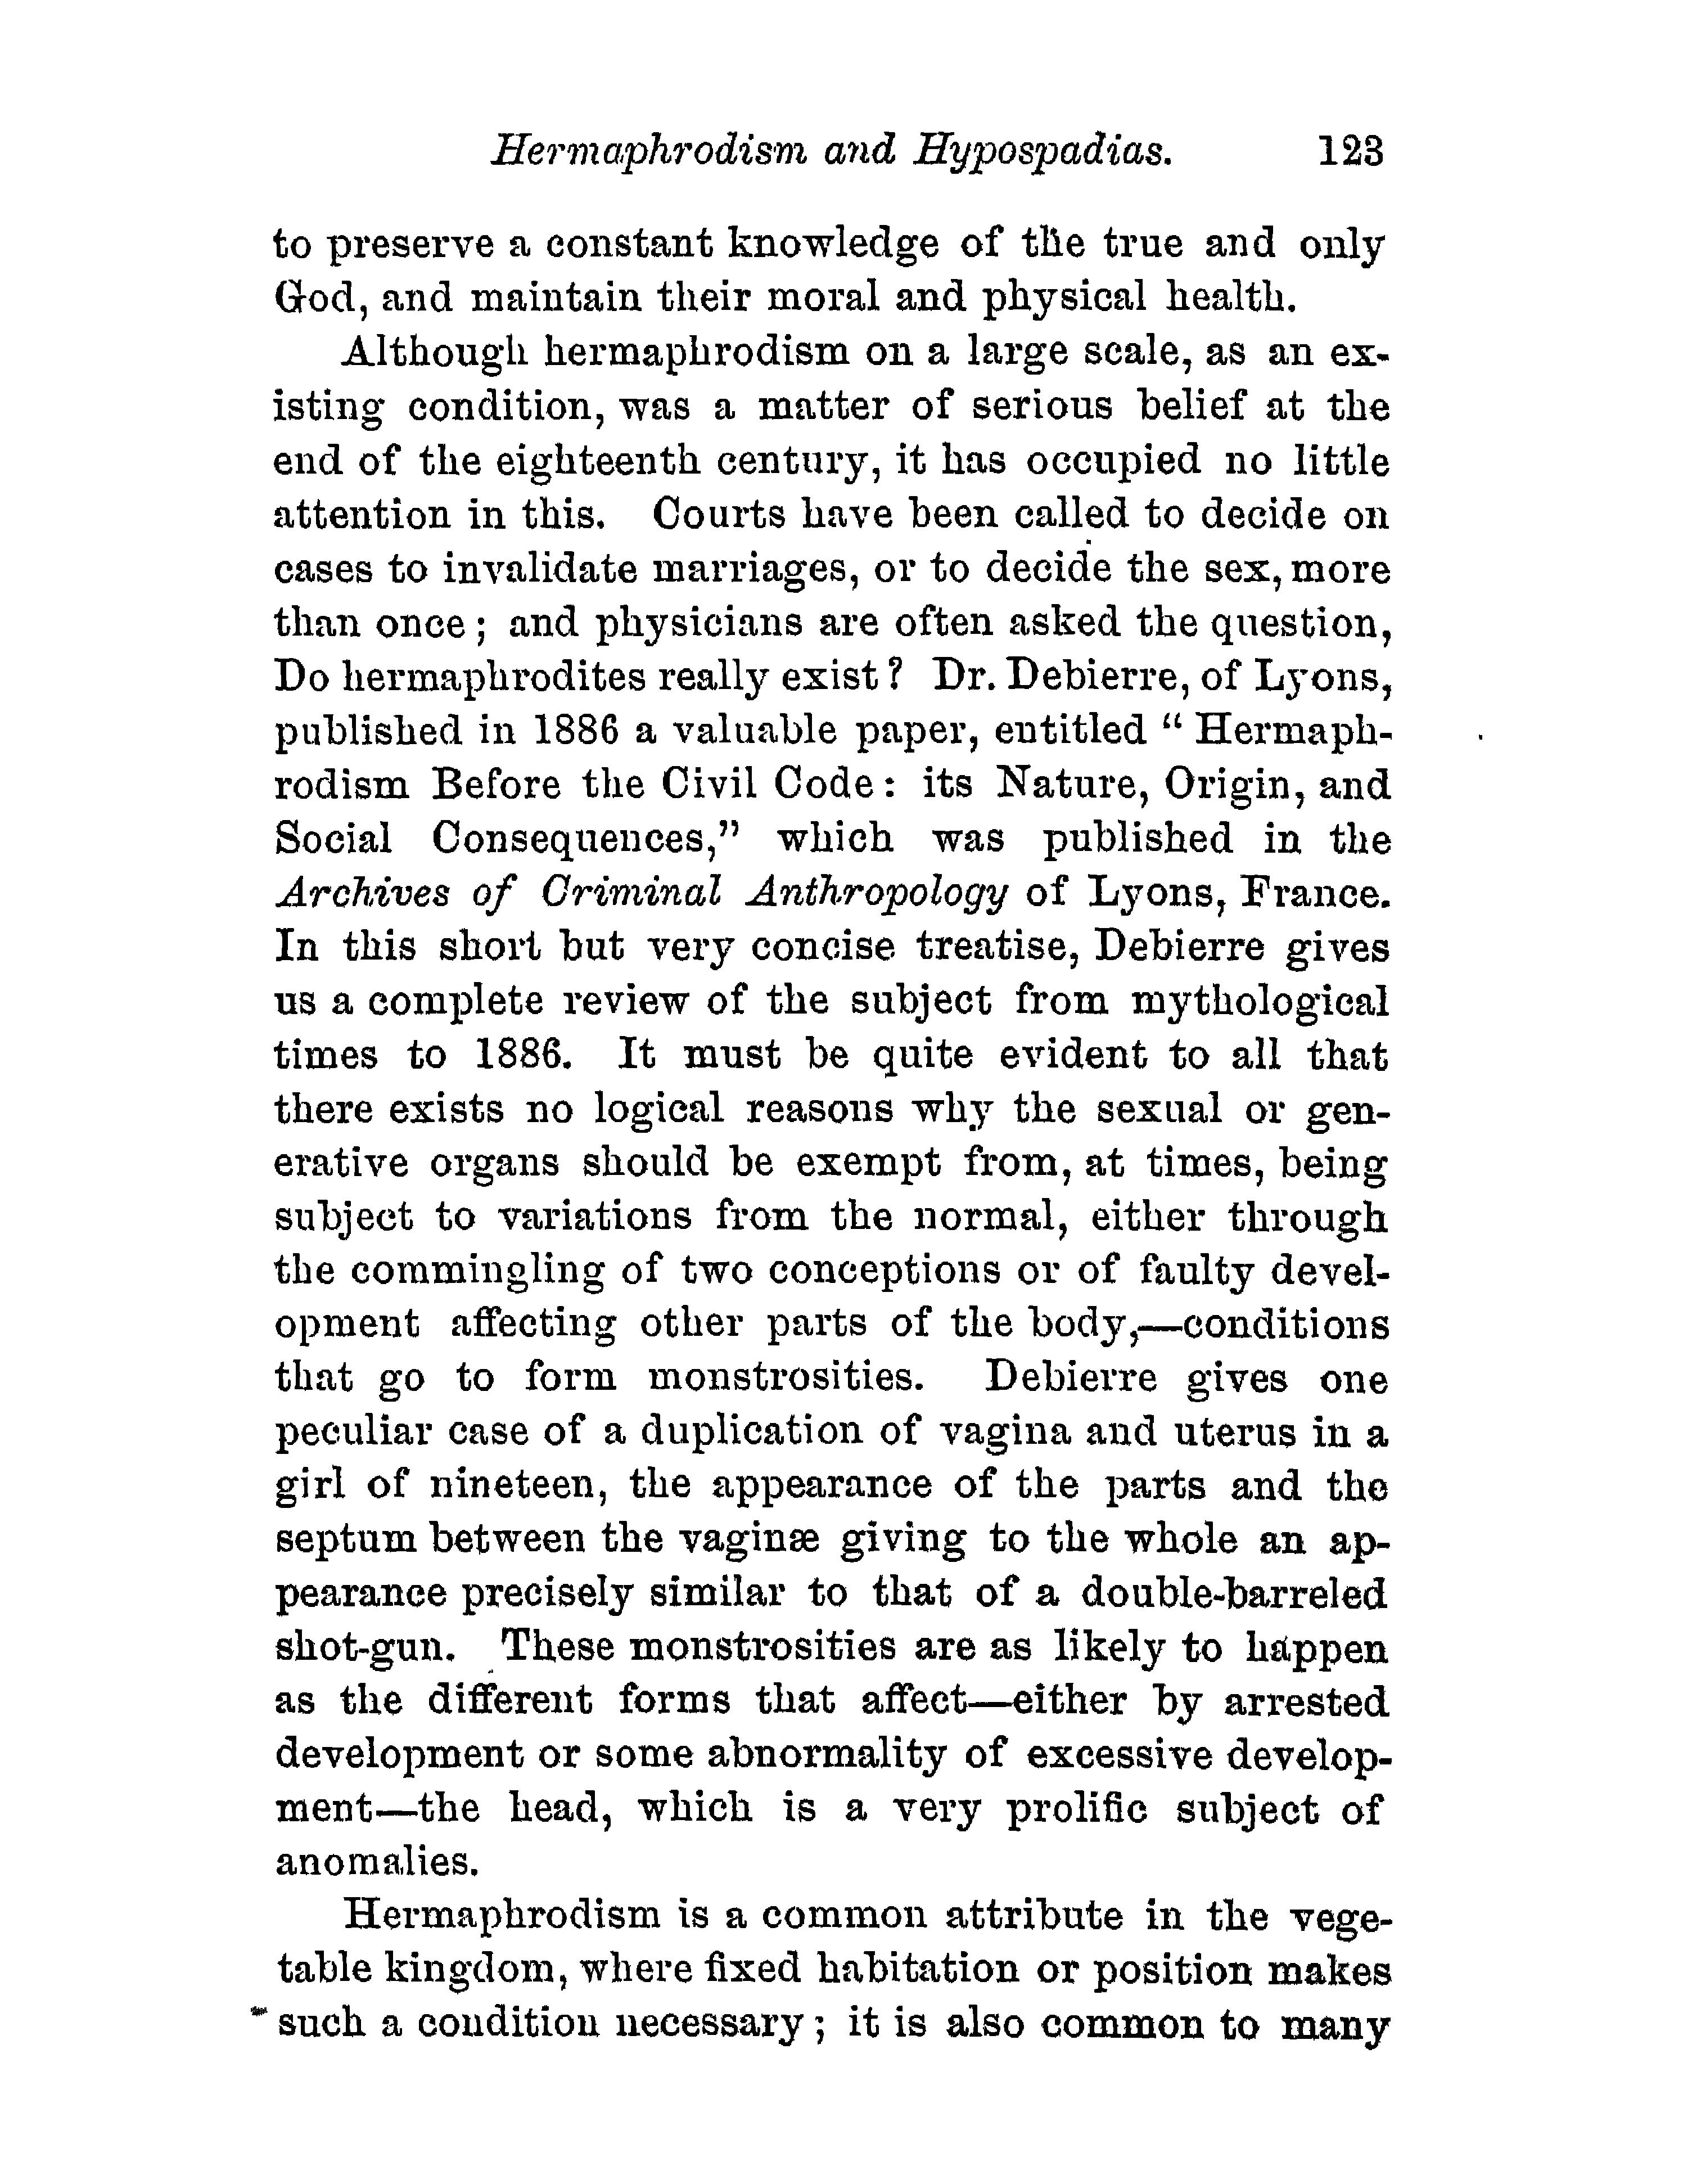 Hermaphrodism and Hypospadias. 123
to preserve a constant knowledge of the true and only
God, and maintain their moral and physical health.
Although hermaphrodism on a large scale, as an ex-
isting condition, was a matter of serious belief at the
end of the eighteenth century, it has occupied no little
attention in this. Courts have been called to decide on
cases to invalidate marriages, or to decide the sex, more
than once; and physicians are often asked the question,
Do hermaphrodites really exist? Dr. Debierre, of Lyons,
published in 1886 a valuable paper, entitled "Hermaph-
rodism Before the Civil Code: its Nature, Origin, and
Social Consequences," which was published in the
Archives of Criminal Anthropology of Lyons, France.
In this short but very concise treatise, Debierre gives
us a complete review of the subject from mythological
times to 1886. It must be quite evident to all that
there exists no logical reasons why the sexual or gen-
erative organs should be exempt from, at times, being
subject to variations from the normal, either through
the commingling of two conceptions or of faulty devel-
opment affecting other parts of the body,—conditions
that go to form monstrosities. Debierre gives one
peculiar case of a duplication of vagina and uterus in a
girl of nineteen, the appearance of the parts and the
septum between the vaginæ giving to the whole an ap-
pearance precisely similar to that of a double-barreled
shot-gun. These monstrosities are as likely to happen
as the different forms that affect—either by arrested
development or some abnormality of excessive develop-
ment—the head, which is a very prolific subject of
anomalies.
Hermaphrodism is a common attribute in the vege-
table kingdom, where fixed habitation or position makes
such a condition necessary; it is also common to many